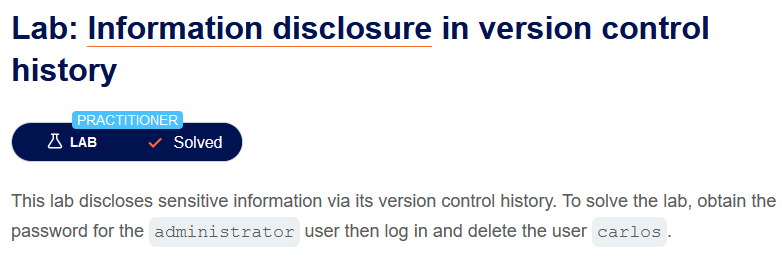 Lab: Information disclosure in version control
history
PRACTITIONER
LAB Solved
This lab discloses sensitive information via its version control history. To solve the lab, obtain the
password for the administrator user then log in and delete the user carlos.